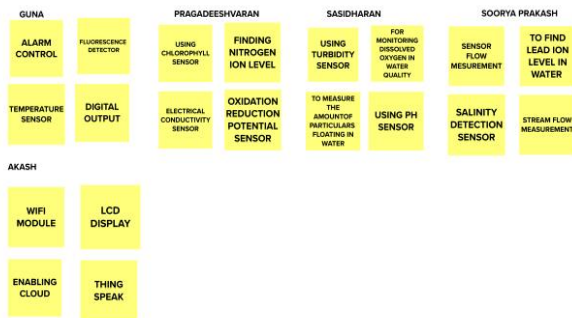 GUNA
ALARM
CONTROL
FLUORESCENCE
DETECTOR
TEMPERATURE
SENSOR
DIGITAL
OUTPUT
PRAGADEESHVARAN
USING
CHLOROPHYLL
SENSOR
FINDING
NITROGEN
ION LEVEL
ELECTRICAL
CONDUCTIVITY
SENSOR
OXIDATION
REDUCTION
POTENTIAL
SENSOR
SASIDHARAN
USING
TURBIDITY
SENSOR
FOR
MONITORING
DISSOLVED
OXYGEN IN
WATER
QUALITY
TO MEASURE
THE
AMOUNTOF
PARTICULARS
FLOATING IN
WATER
USING PH
SENSOR
SOORYA PRAKASH
SENSOR
FLOW
MESUREMENT
TO FIND
LEAD ION
LEVEL IN
WATER
SALINITY
DETECTION
SENSOR
STREAM FLOW
MEASUREMENT
AKASH
WIFI
MODULE
LCD
DISPLAY
ENABLING
CLOUD
THING
SPEAK